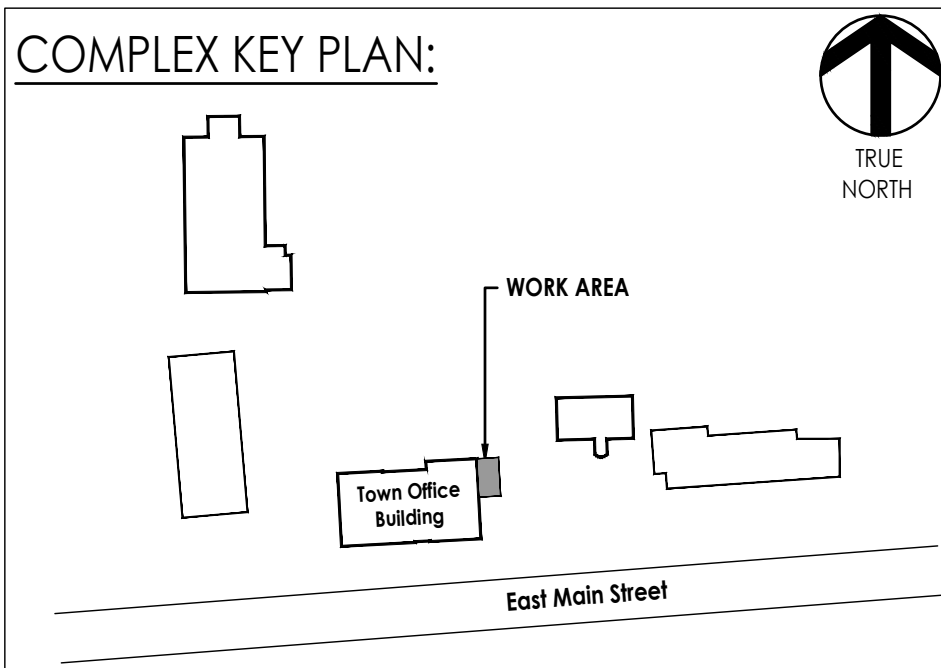 COMPLEX KEY PLAN:
TRUE
NORTH
WORK AREA
Town Office
Building
East Main Street